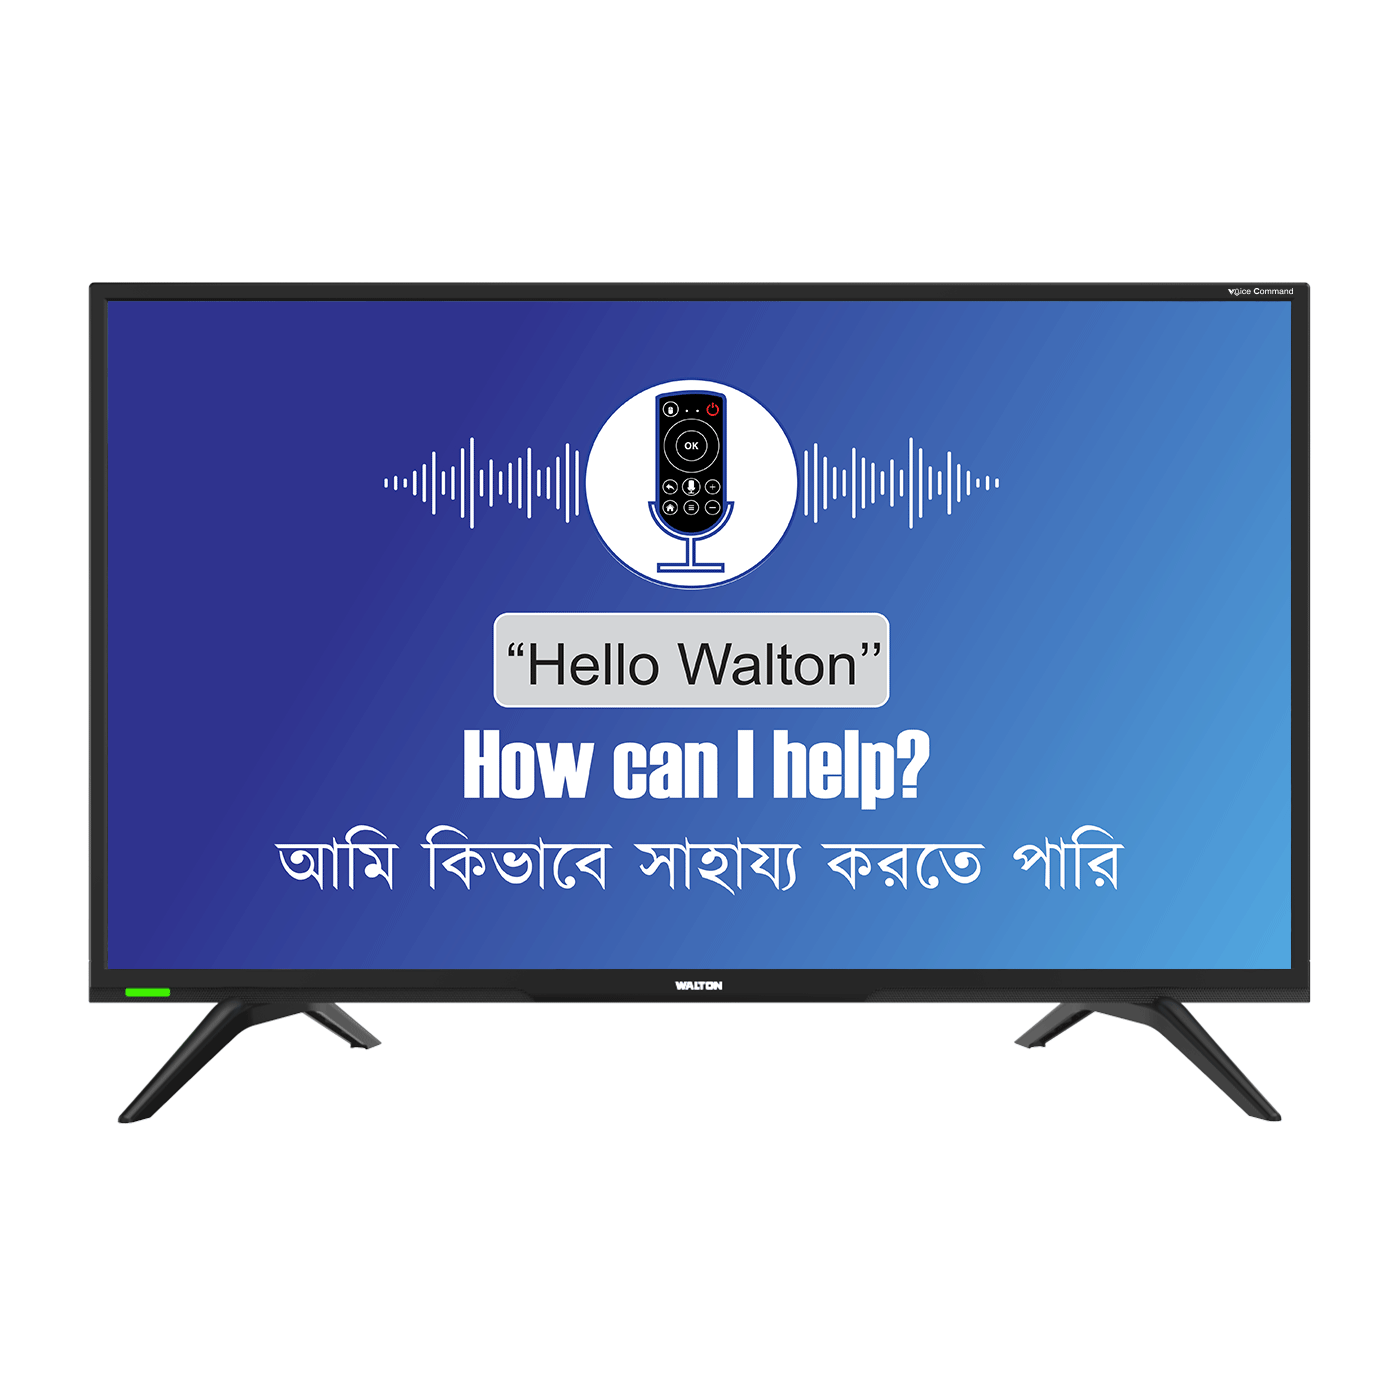 Voice Command
OK
“Hello Walton”
How can I help?
আমি কিভাবে সাহায্য করতে পারি
WALTON